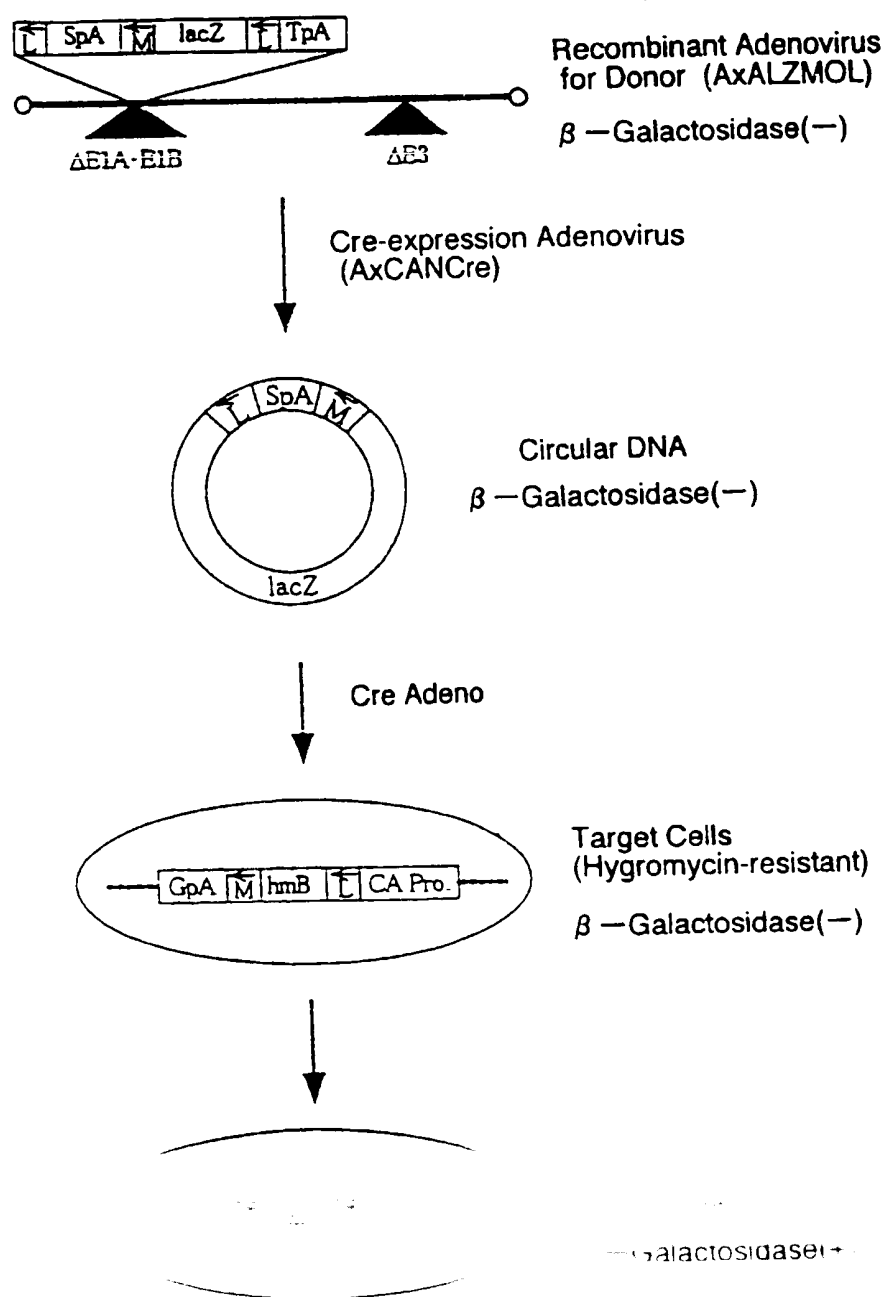 L SpA M lacZ L TpA
Recombinant Adenovirus
for Donor (AxALZMOL)
β －Galactosidase(－)
ΔE1A·E1B
ΔE3
Cre-expression Adenovirus
(AxCANCre)
L SpA M
lacZ
Circular DNA
β －Galactosidase(－)
Cre Adeno
GpA M hmB L CA Pro.
Target Cells
(Hygromycin-resistant)
β －Galactosidase(－)
Galactosidase(+